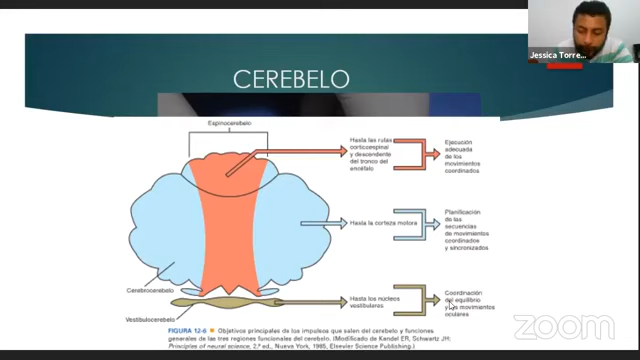 Jessica Torre...
CEREBELO
Espinocerebelo
Hasta las rutas
corticoespinal
y descendente
del tronco del
encéfalo
Ejecución
adecuada
de los
movimientos
coordinados
Hasta la corteza motora
Planificación
de las
secuencias
de movimientos
coordinados
y sincronizados
Cerebrocerebelo
Hasta los núcleos
vestibulares
Coordinación
del equilibrio
y los movimientos
oculares
Vestibulocerebelo
FIGURA 12-6 Objetivos principales de los impulsos que salen del cerebelo y funciones
generales de las tres regiones funcionales del cerebelo. (Modificado de Kandel ER, Schwartz JH:
Principles of neural science, 2.ª ed., Nueva York, 1985, Elsevier Science Publishing.)
zoom